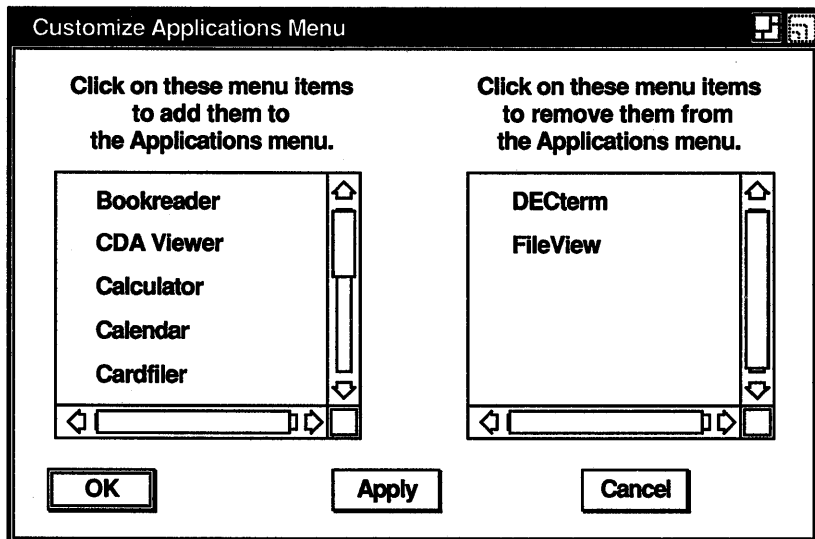 Customize Applications Menu
Click on these menu items
to add them to
the Applications menu.
Bookreader
CDA Viewer
Calculator
Calendar
Cardfiler
Click on these menu items
to remove them from
the Applications menu.
DECterm
FileView
OK
Apply
Cancel